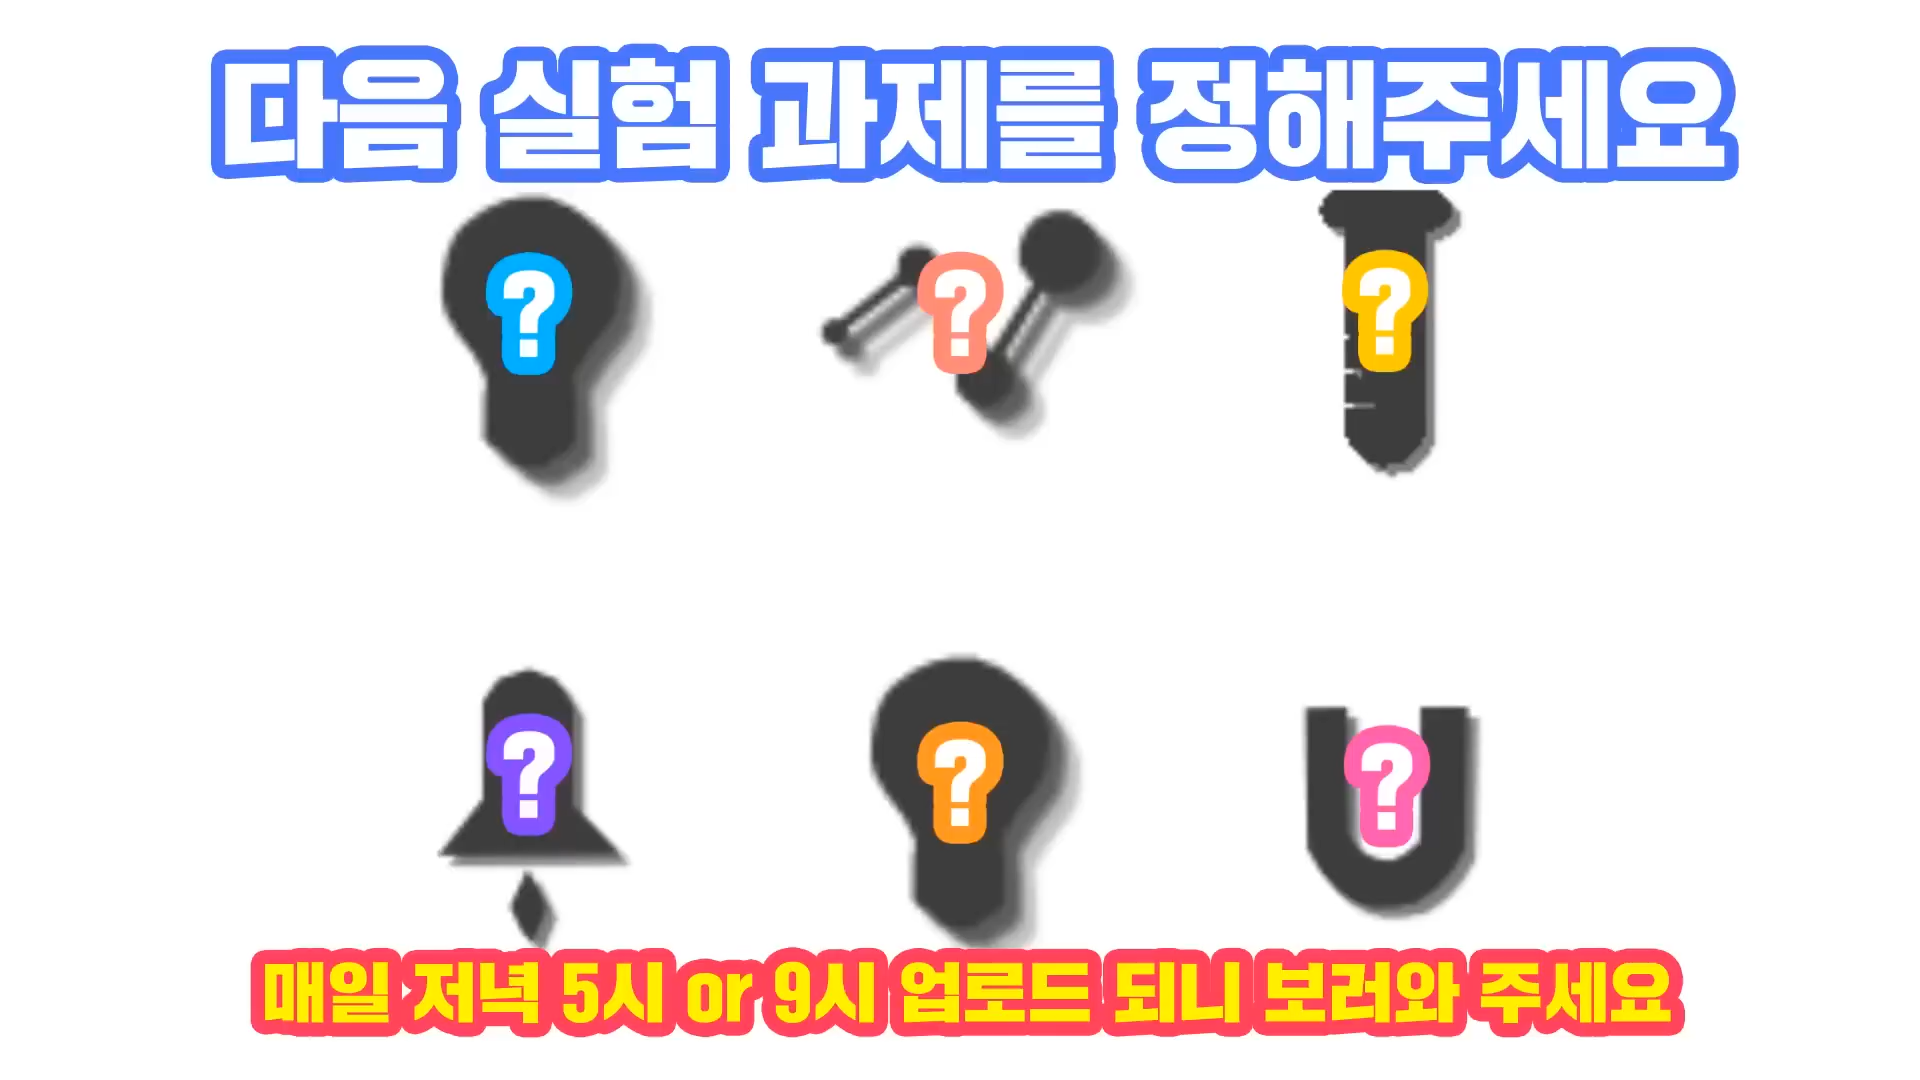 다음 실험 과제를 정해주세요
? ? ?
? ? ?
매일 저녁 5시 or 9시 업로드 되니 보러와 주세요